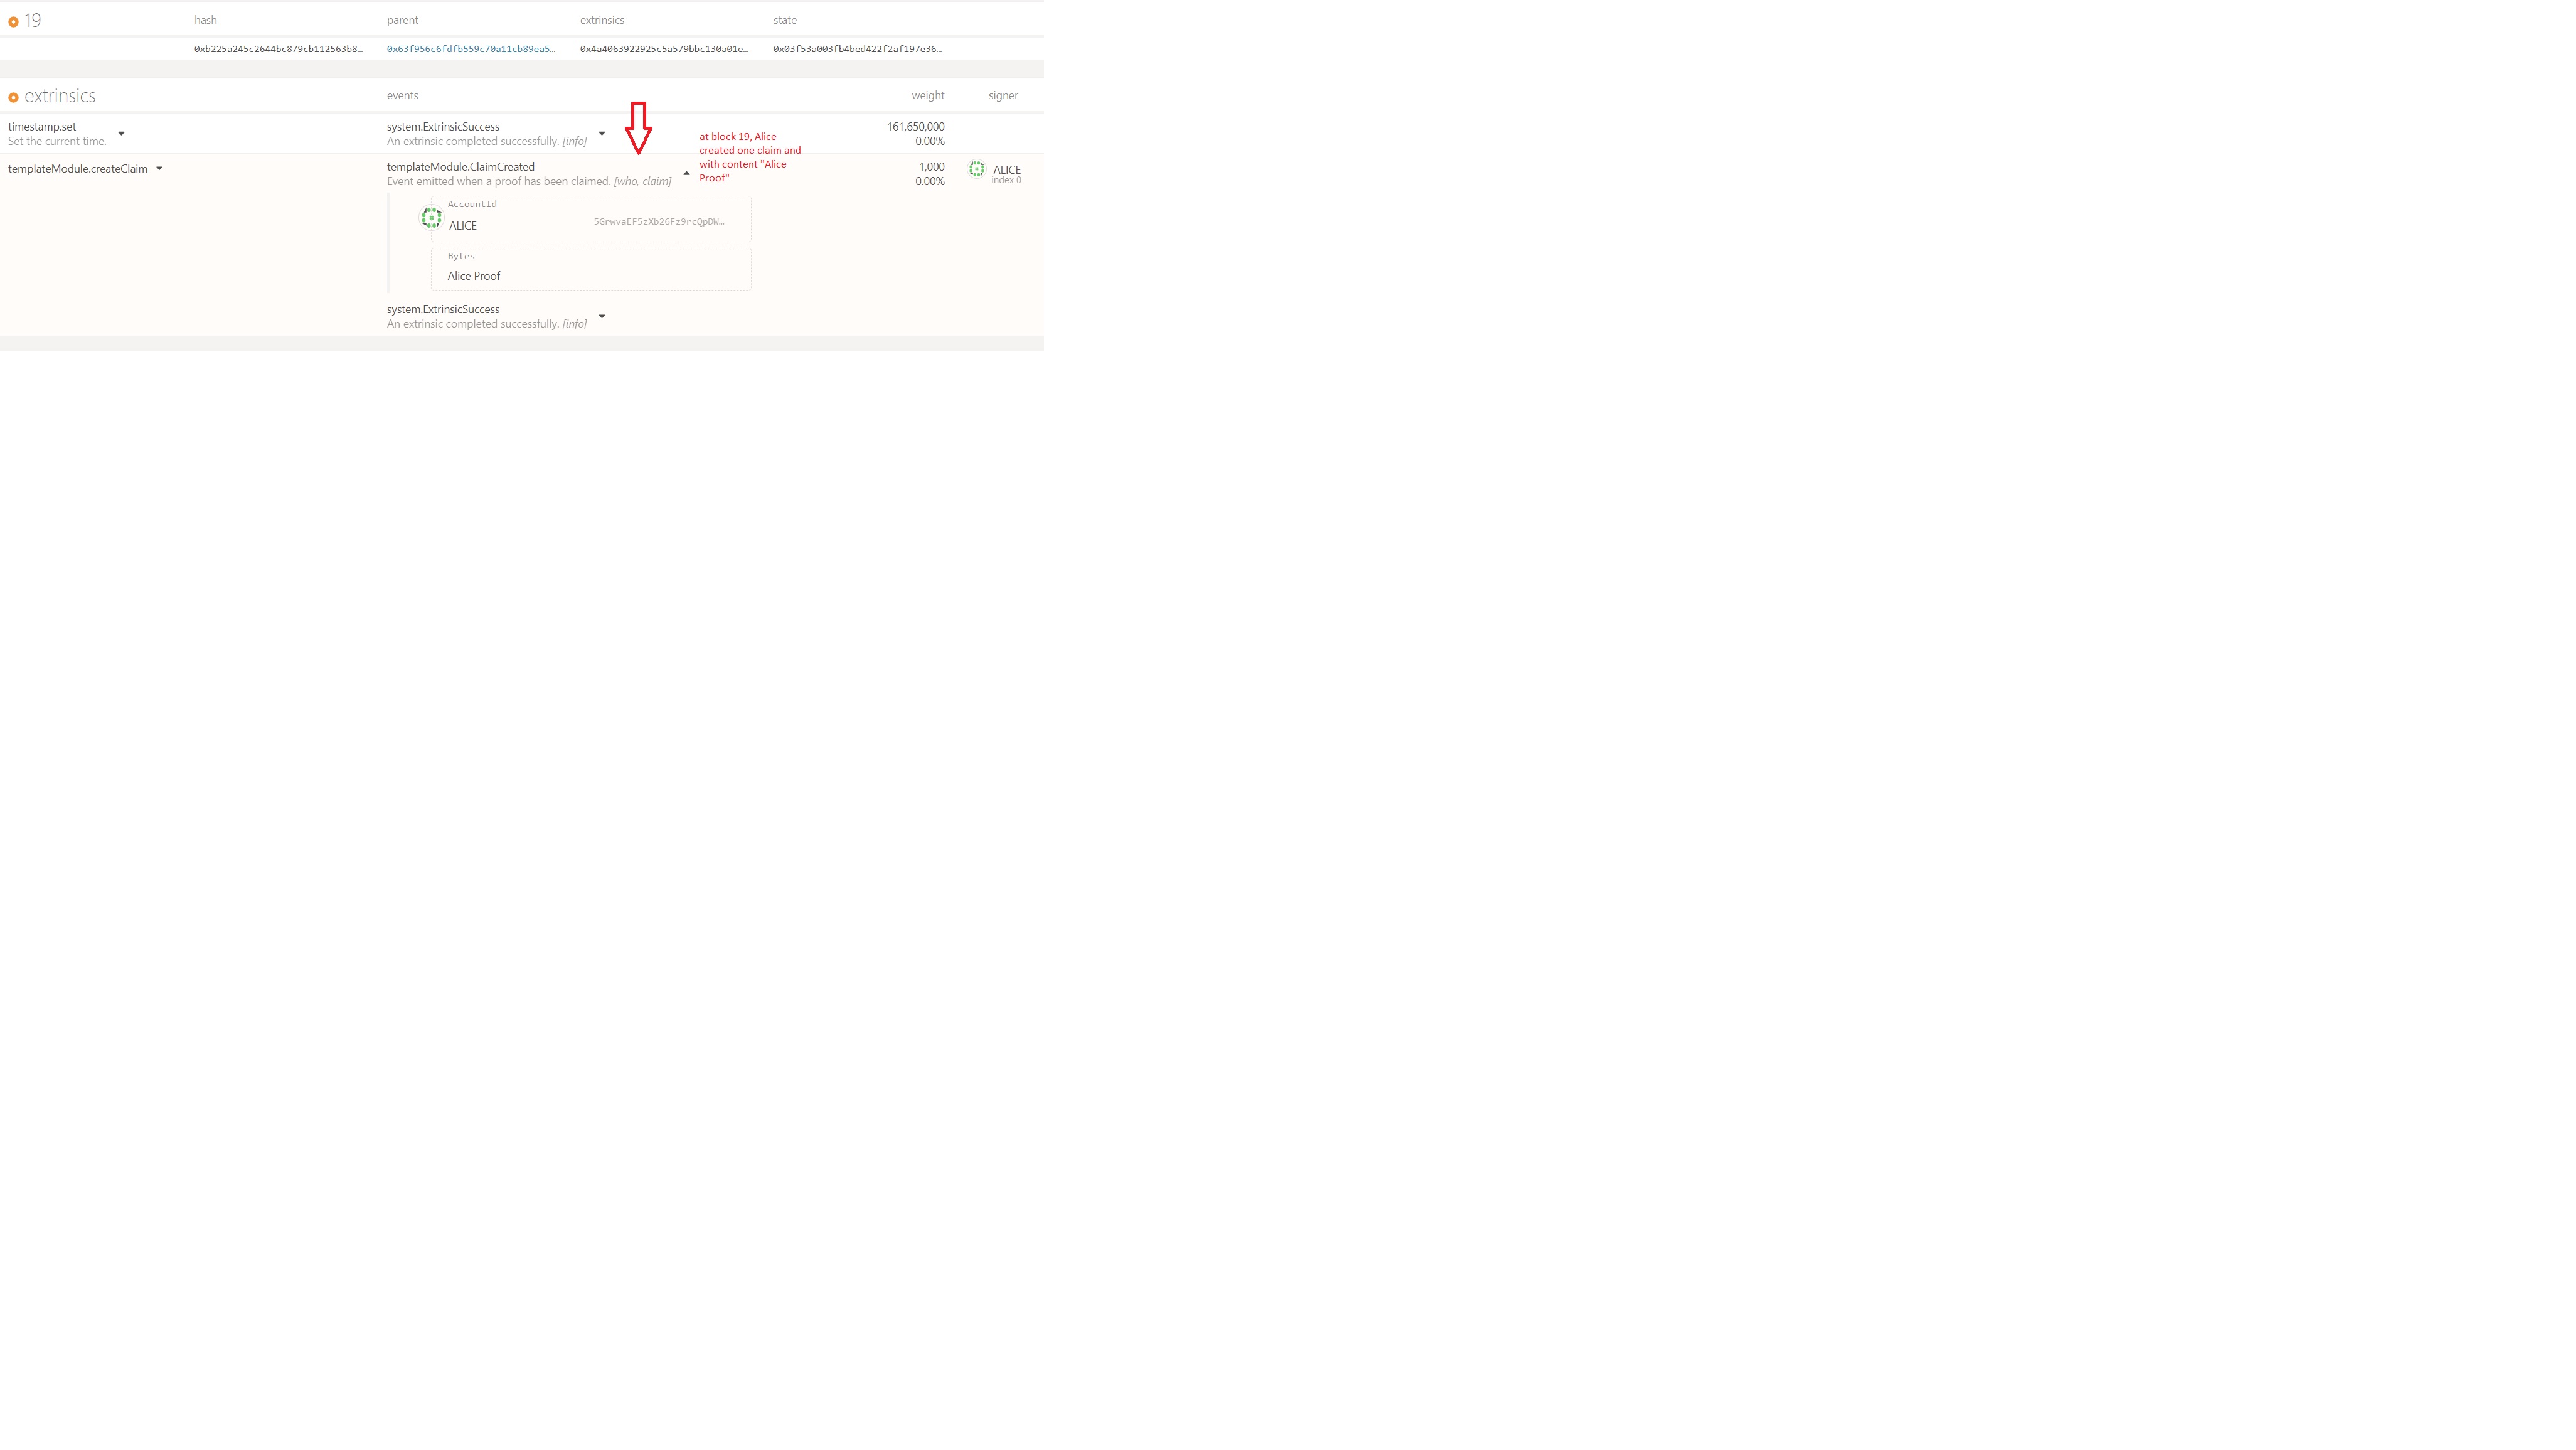 19 hash parent extrinsics state
0xb225a245c2644bc879cb112563b8… 0x63f956c6fdfb559c70a11cb89ea5… 0x4a4063922925c5a579bbc130a01e… 0x03f53a003fb4bed422f2af197e36…
extrinsics events weight signer
timestamp.set system.ExtrinsicSuccess 161,650,000
Set the current time. An extrinsic completed successfully. [info] 0.00%
at block 19, Alice
created one claim and
with content "Alice
Proof"
templateModule.createClaim templateModule.ClaimCreated 1,000 ALICE
Event emitted when a proof has been claimed. [who, claim] 0.00% index 0
AccountId
ALICE 5GrwvaEF5zXb26Fz9rcQpDW…
Bytes
Alice Proof
system.ExtrinsicSuccess
An extrinsic completed successfully. [info]